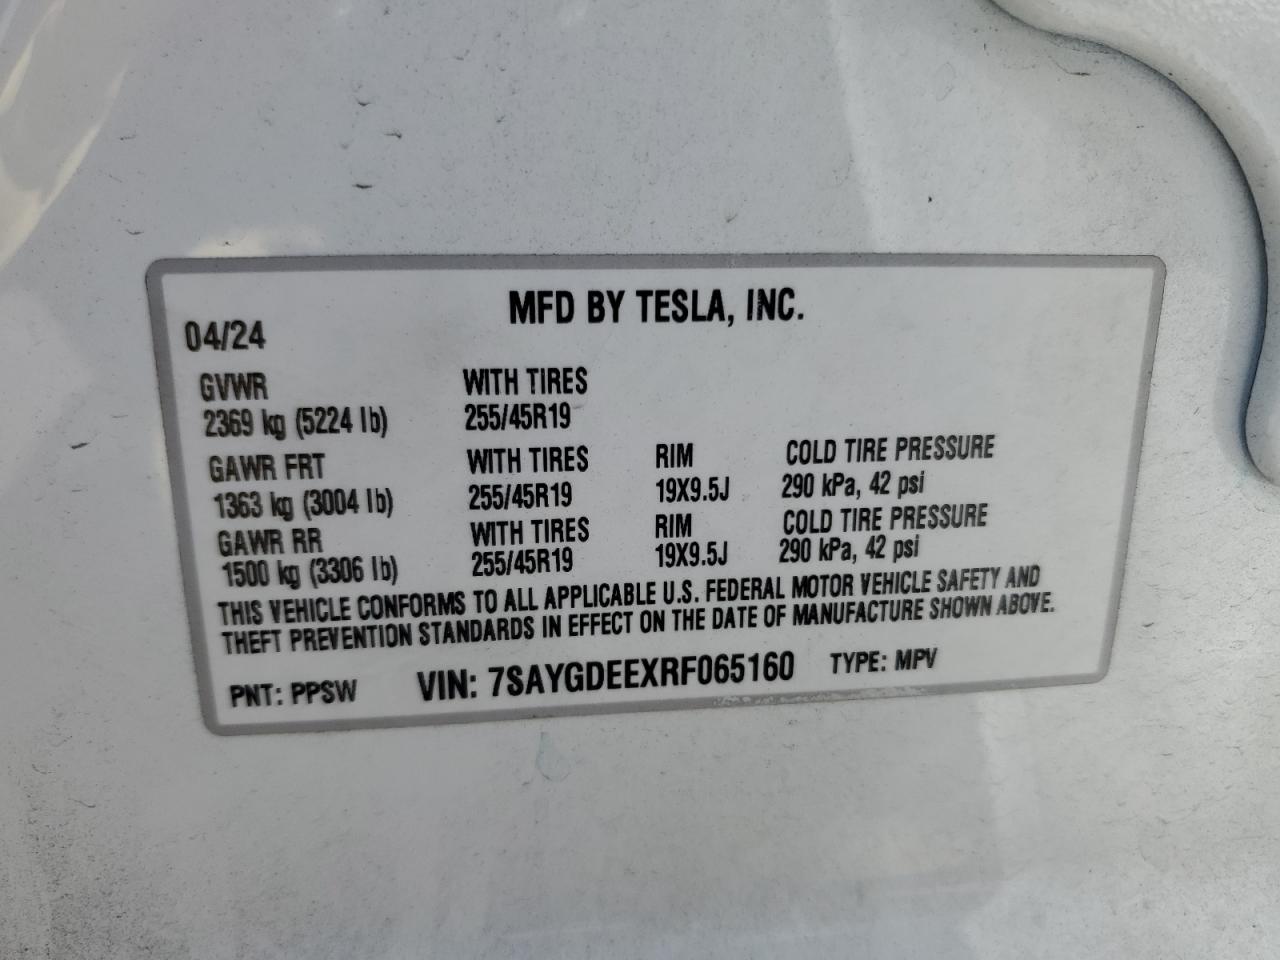 MFD BY TESLA, INC.
04/24
GVWR WITH TIRES
2369 kg (5224 lb) 255/45R19
GAWR FRT WITH TIRES RIM COLD TIRE PRESSURE
1363 kg (3004 lb) 255/45R19 19X9.5J 290 kPa, 42 psi
GAWR RR WITH TIRES RIM COLD TIRE PRESSURE
1500 kg (3306 lb) 255/45R19 19X9.5J 290 kPa, 42 psi
THIS VEHICLE CONFORMS TO ALL APPLICABLE U.S. FEDERAL MOTOR VEHICLE SAFETY AND
THEFT PREVENTION STANDARDS IN EFFECT ON THE DATE OF MANUFACTURE SHOWN ABOVE.
PNT: PPSW VIN: 7SAYGDEEXRF065160 TYPE: MPV